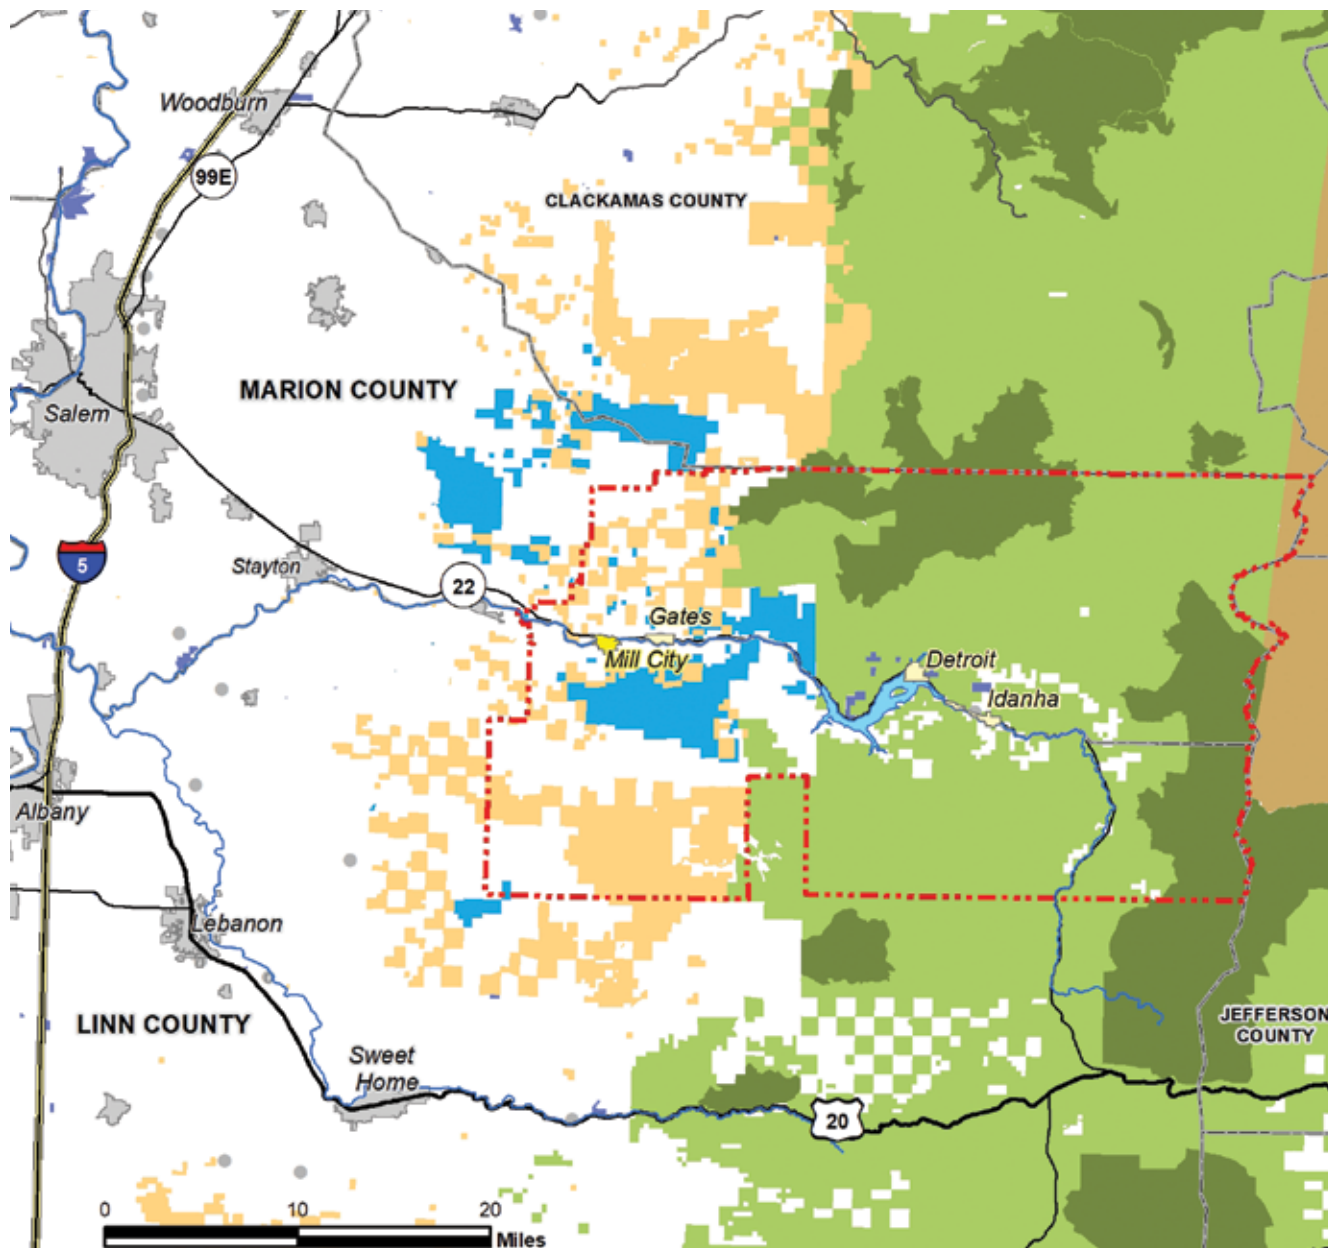 Woodburn
99E
CLACKAMAS COUNTY
MARION COUNTY
Salem
5
Stayton
22
Gates
Mill City
Detroit
Idanha
Albany
Lebanon
LINN COUNTY
JEFFERSON
COUNTY
Sweet
Home
20
0 10 20
Miles